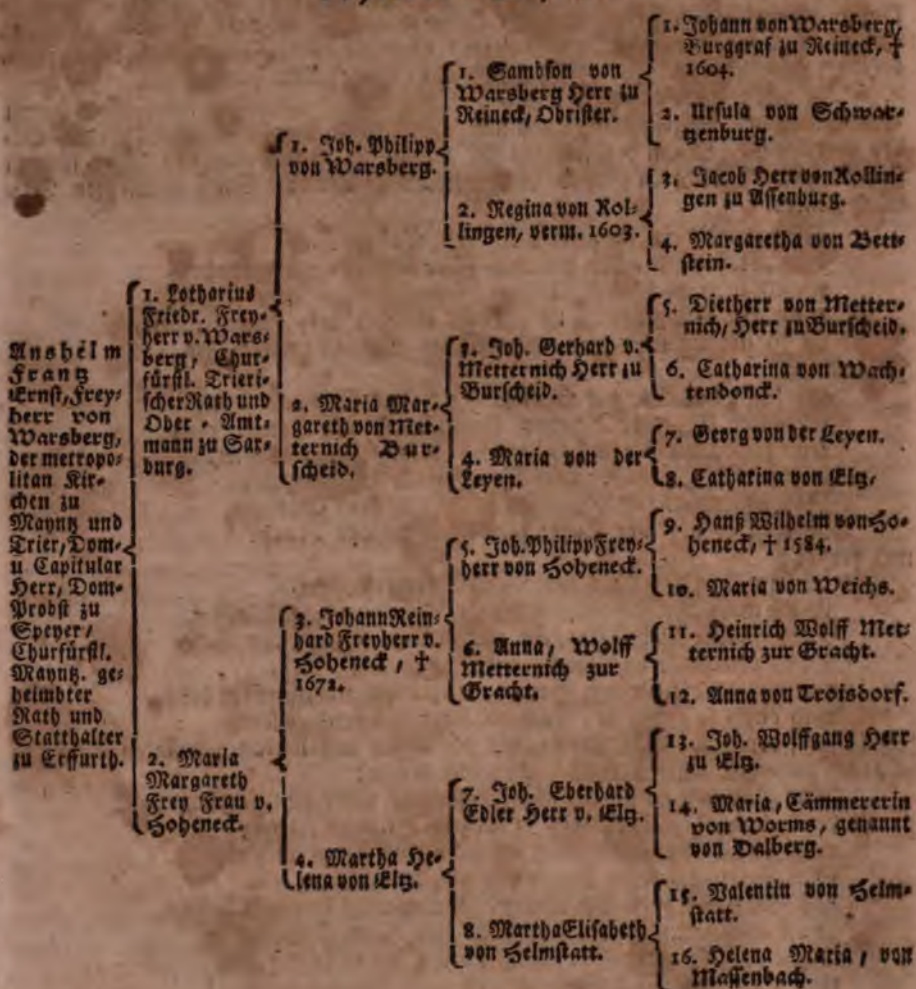 Anshelm
Frantz
Ernst, Frey-
herr von
Warsberg,
der metropo-
litan Kir-
chen zu
Mayntz und
Trier, Dom-
u Capitular
Herr, Dom-
Probst zu
Speyer,
Churfürstl.
Mayntz. ge-
heimbter
Rath und
Statthalter
zu Erffurth.
1. Lotharius
Friedr. Frey-
herr v. Wars-
berg, Chur-
fürstl. Trieri-
scher Rath und
Ober-Amt-
mann zu Sar-
burg.
2. Maria
Margareth
Frey Frau v.
Hoheneck.
1. Joh. Philipp
von Warsberg.
2. Maria Mar-
gareth von Met-
ternich Bur-
scheid.
3. Johann Rein-
hard Freyherr v.
Hoheneck, †
1672.
4. Martha He-
lena von Eltz.
1. Sambson von
Warsberg Herr zu
Reineck, Obrister.
2. Regina von Rol-
lingen, verm. 1603.
3. Joh. Gerhard v.
Metternich Herr zu
Burscheid.
4. Maria von der
Leyen.
5. Joh. Philipp Frey-
herr von Hoheneck.
6. Anna, Wolff
Metternich zur
Gracht.
7. Joh. Eberhard
Edler Herr v. Eltz.
8. Martha Elisabeth
von Helmstatt.
1. Johann von Warsberg,
Burggraf zu Reineck, †
1604.
2. Ursula von Schwar-
tzenburg.
3. Jacob Herr von Rollin-
gen zu Assenburg.
4. Margaretha von Bett-
stein.
5. Dietherr von Metter-
nich, Herr zu Burscheid.
6. Catharina von Wach-
tendonck.
7. Georg von der Leyen.
8. Catharina von Eltz,
9. Hanß Wilhelm von Ho-
heneck, † 1584.
10. Maria von Weichs.
11. Heinrich Wolff Met-
ternich zur Gracht.
12. Anna von Troisdorf.
13. Joh. Wolffgang Herr
zu Eltz.
14. Maria, Cämmererin
von Worms, genannt
von Dalberg.
15. Valentin von Helm-
statt.
16. Helena Maria, von
Massenbach.